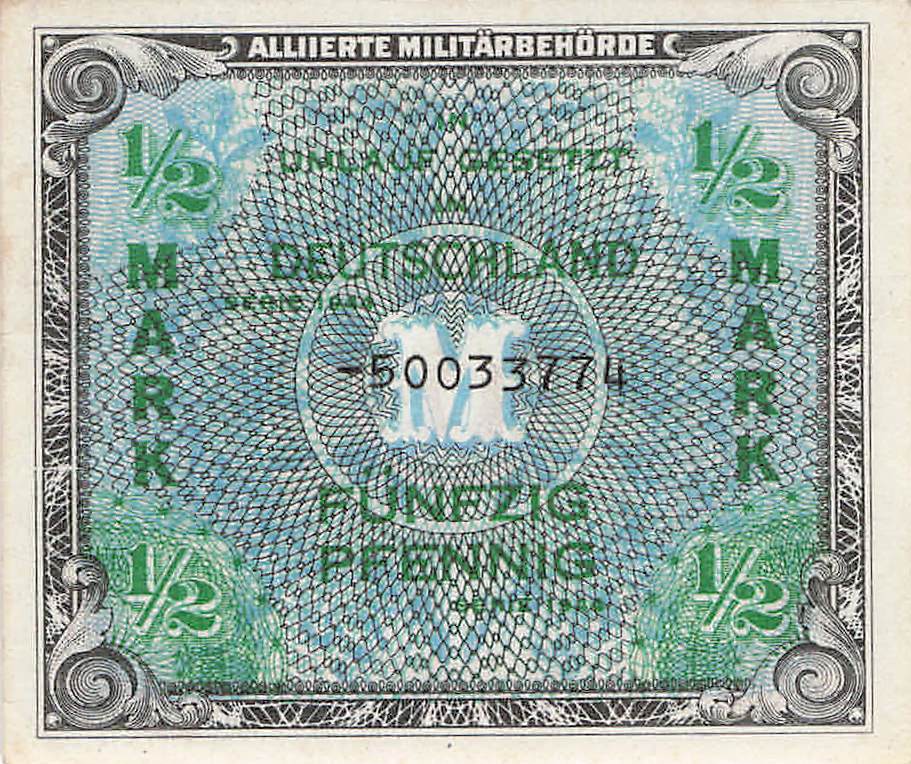 ALLIIERTE MILITÄRBEHÖRDE
IN
1/2 UMLAUF GESETZT 1/2
IN
MARK DEUTSCHLAND MARK
SERIE 1944
M
-50033774
FÜNFZIG
PFENNIG
1/2 1/2
SERIE 1944